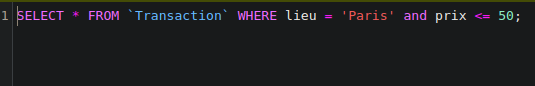 1 SELECT * FROM `Transaction` WHERE lieu = 'Paris' and prix <= 50;